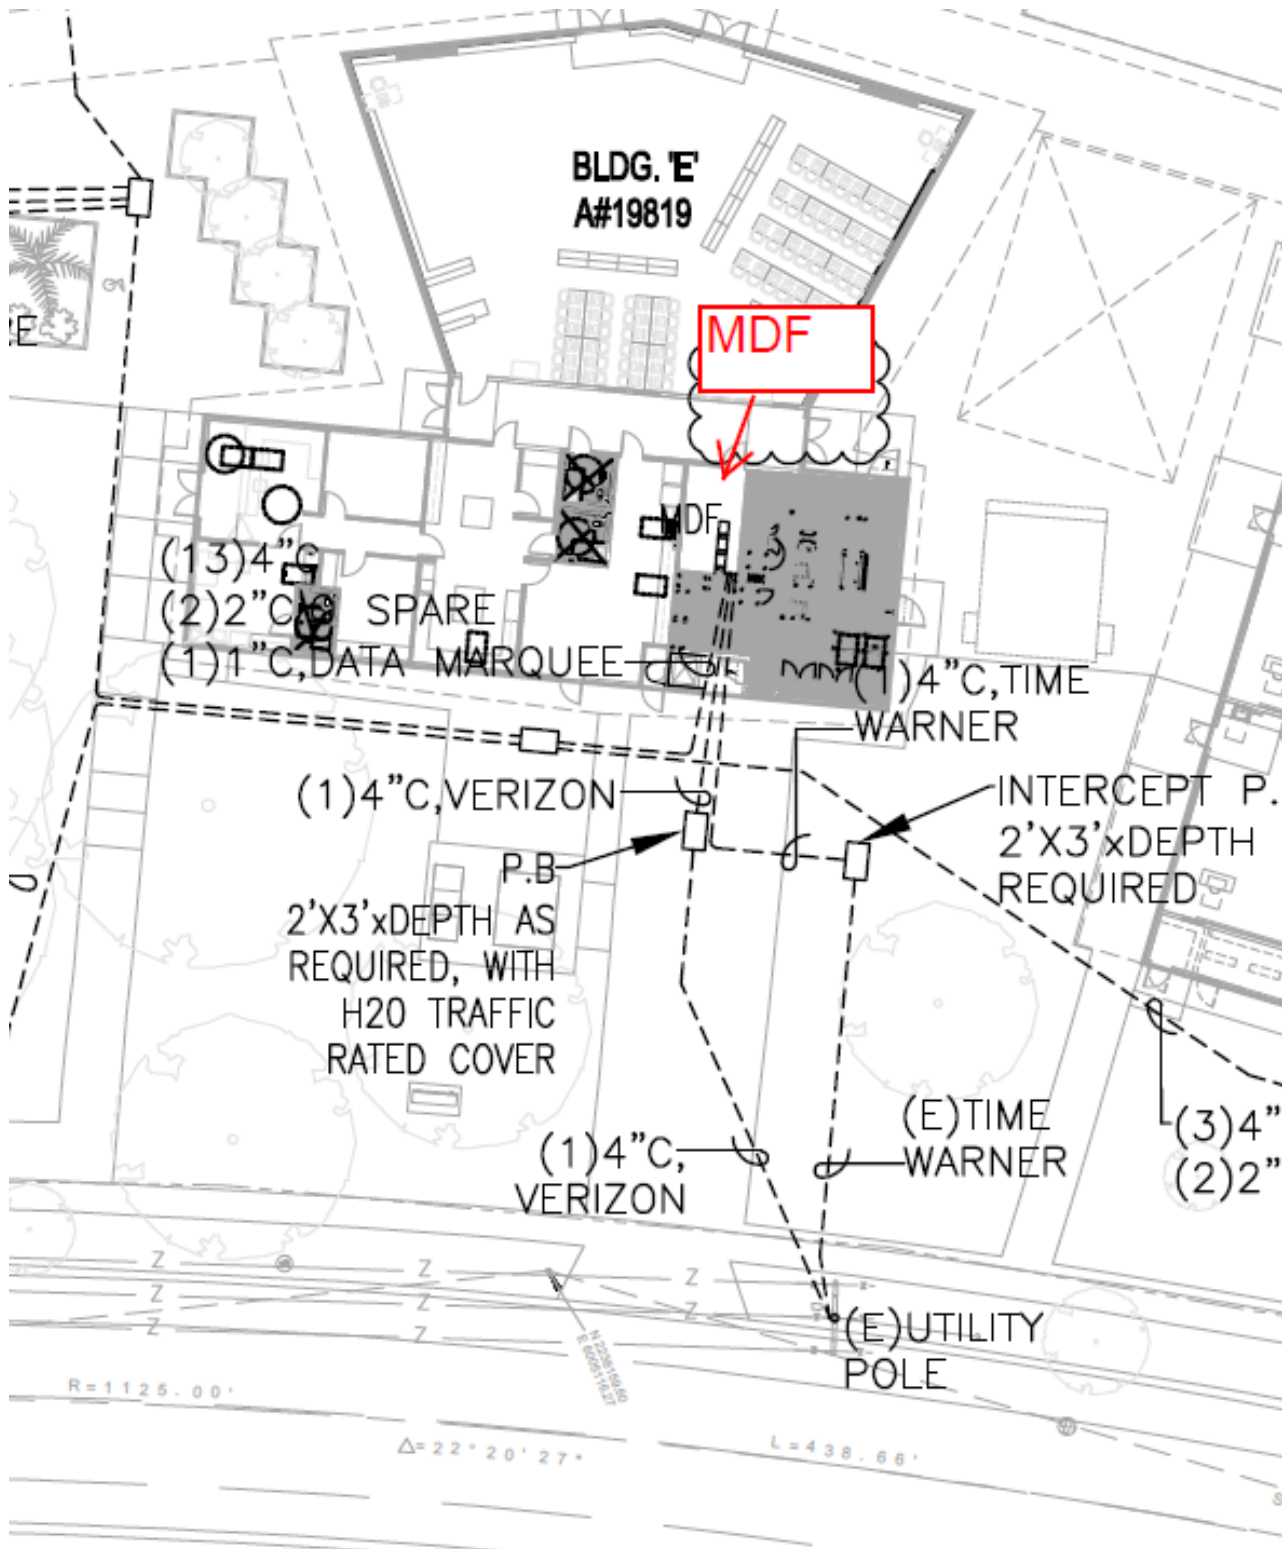 BLDG. 'E'
A#19819
MDF
RE
MDF
(13)4"C
(2)2"C, SPARE
(1)1"C,DATA MARQUEE
( )4"C,TIME
WARNER
(1)4"C,VERIZON
INTERCEPT P.
2'X3'xDEPTH
REQUIRED
P.B
2'X3'xDEPTH AS
REQUIRED, WITH
H20 TRAFFIC
RATED COVER
(E)TIME
WARNER
(3)4"
(2)2"
(1)4"C,
VERIZON
Z Z Z
Z Z
Z Z
(E)UTILITY
POLE
R=1125.00'
Δ=22°20'27"
L=438.66'
S